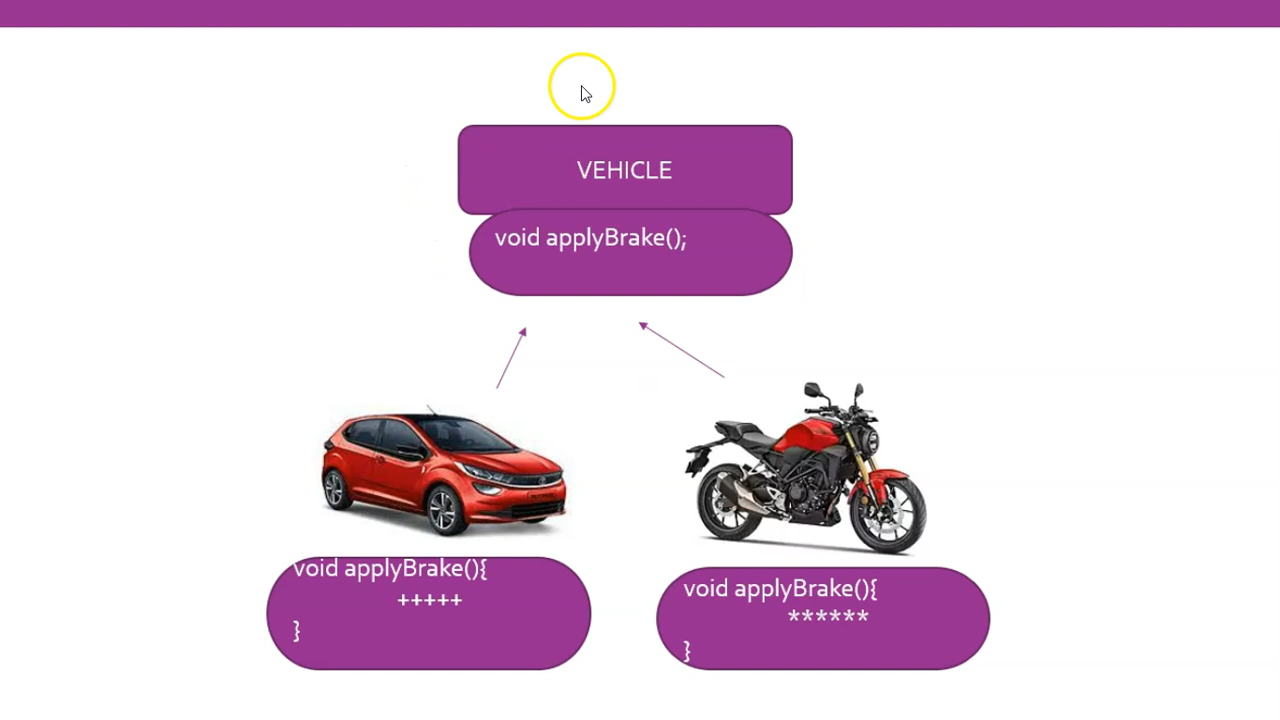 VEHICLE
void applyBrake();
void applyBrake(){
+++++
}
void applyBrake(){
******
}